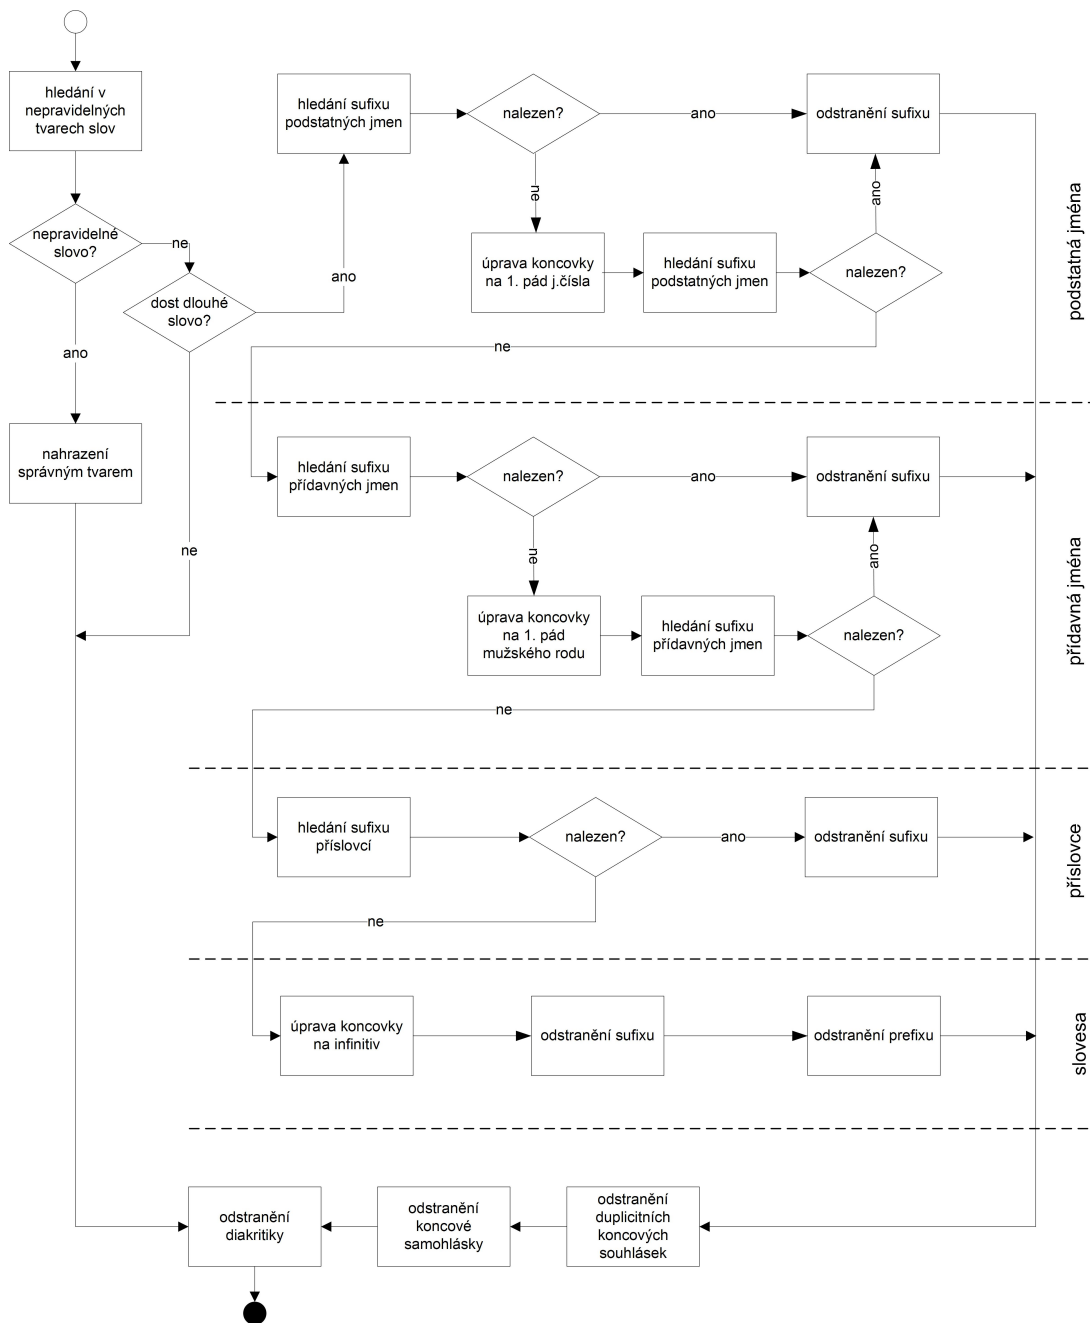 hledání v
nepravidelných
tvarech slov
nepravidelné
slovo?
ne
dost dlouhé
slovo?
ano
ano
ne
nahrazení
správným tvarem
hledání sufixu
podstatných jmen
nalezen?
ano
odstranění sufixu
ne
ano
úprava koncovky
na 1. pád j.čísla
hledání sufixu
podstatných jmen
nalezen?
ne
podstatná jména
hledání sufixu
přídavných jmen
nalezen?
ano
odstranění sufixu
ne
ano
úprava koncovky
na 1. pád
mužského rodu
hledání sufixu
přídavných jmen
nalezen?
ne
přídavná jména
hledání sufixu
příslovcí
nalezen?
ano
odstranění sufixu
ne
příslovce
úprava koncovky
na infinitiv
odstranění sufixu
odstranění prefixu
slovesa
odstranění
diakritiky
odstranění
koncové
samohlásky
odstranění
duplicitních
koncových
souhlásek